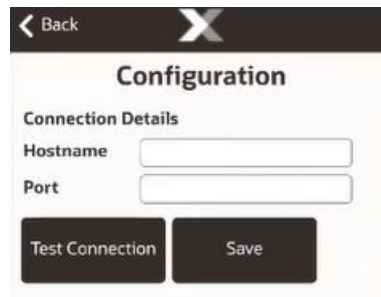 Back
Configuration
Connection Details
Hostname
Port
Test Connection Save